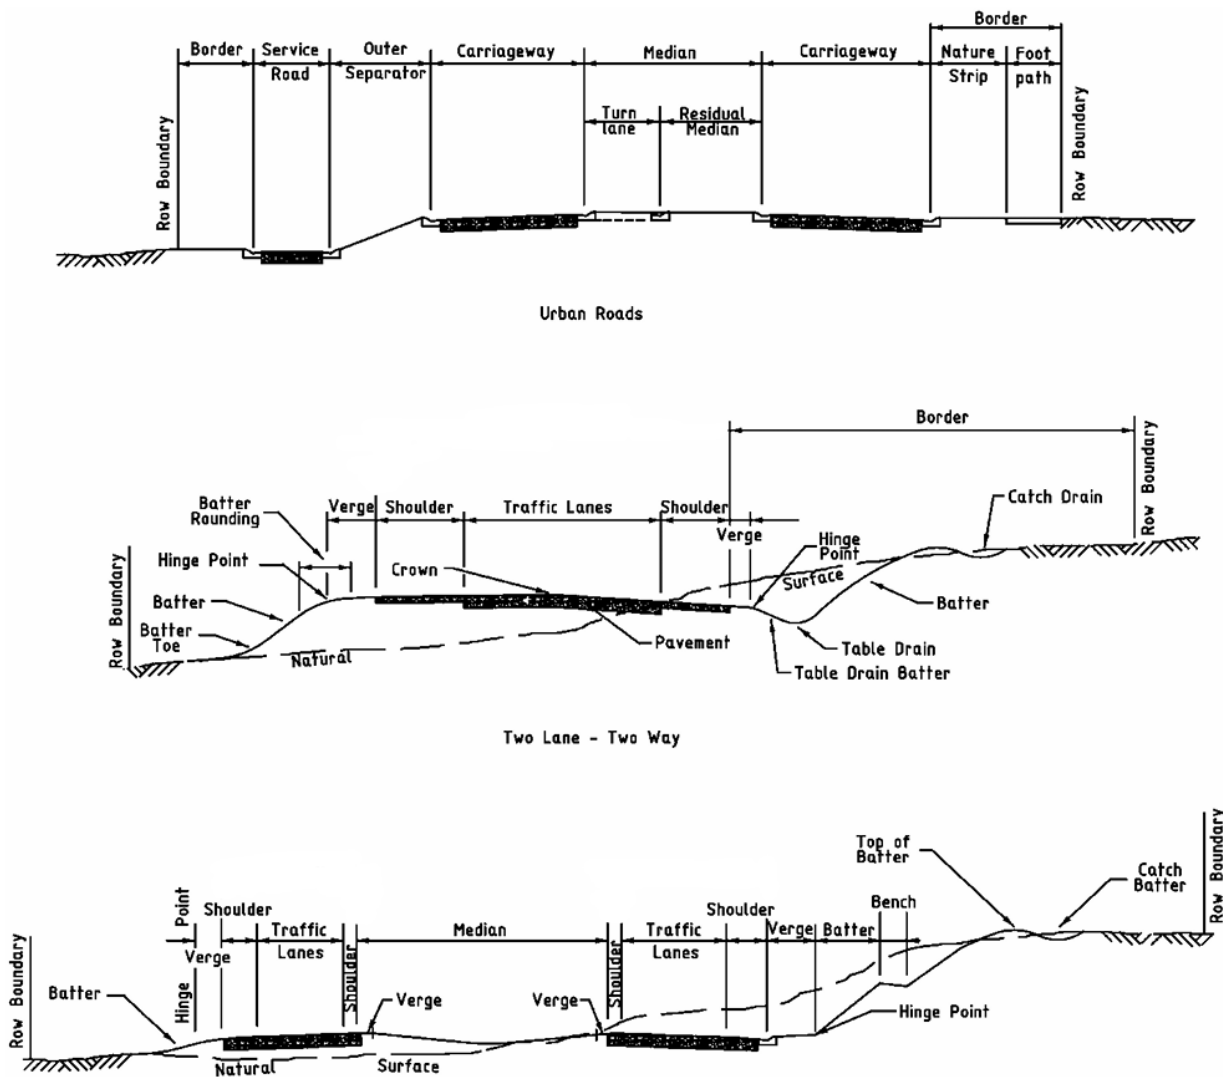 Border
Border
Service
Road
Outer
Separator
Carriageway
Median
Carriageway
Nature
Strip
Foot
path
Turn
lane
Residual
Median
Row Boundary
Row Boundary
Urban Roads
Border
Row Boundary
Catch Drain
Batter
Rounding
Verge
Shoulder
Traffic Lanes
Shoulder
Verge
Hinge
Point
Hinge Point
Crown
Surface
Batter
Batter
Row Boundary
Batter
Toe
Natural
Pavement
Table Drain
Table Drain Batter
Two Lane - Two Way
Row Boundary
Top of
Batter
Catch
Batter
Bench
Hinge Point
Shoulder
Verge
Traffic
Lanes
Shoulder
Median
Shoulder
Traffic
Lanes
Shoulder
Verge
Batter
Row Boundary
Batter
Verge
Verge
Hinge Point
Natural
Surface